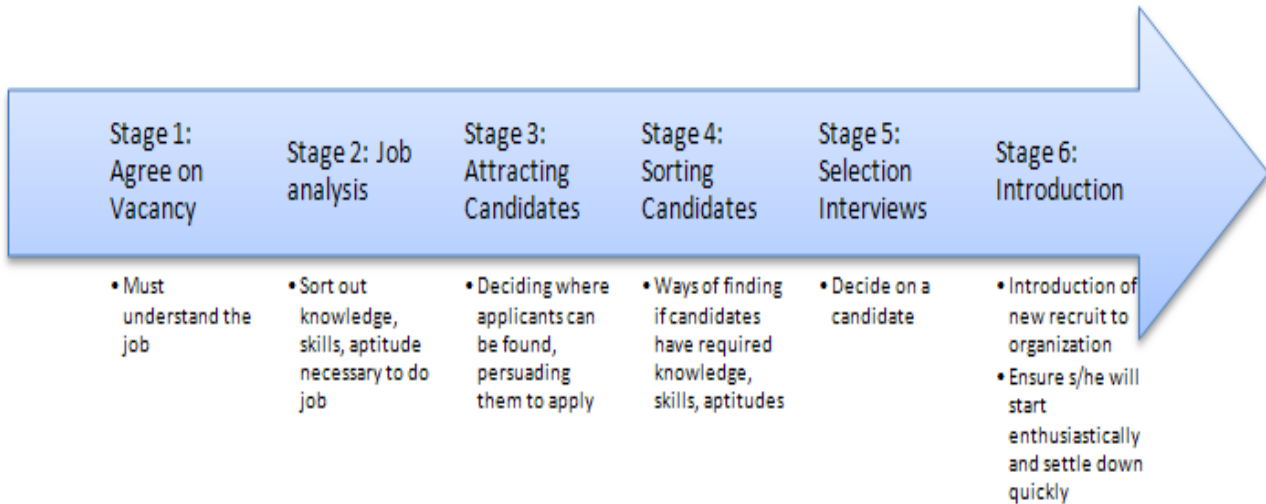 Stage 1:
Agree on
Vacancy
• Must
understand the
job
Stage 2: Job
analysis
• Sort out
knowledge,
skills, aptitude
necessary to do
job
Stage 3:
Attracting
Candidates
• Deciding where
applicants can
be found,
persuading
them to apply
Stage 4:
Sorting
Candidates
• Ways of finding
if candidates
have required
knowledge,
skills, aptitudes
Stage 5:
Selection
Interviews
• Decide on a
candidate
Stage 6:
Introduction
• Introduction of
new recruit to
organization
• Ensure s/he will
start
enthusiastically
and settle down
quickly